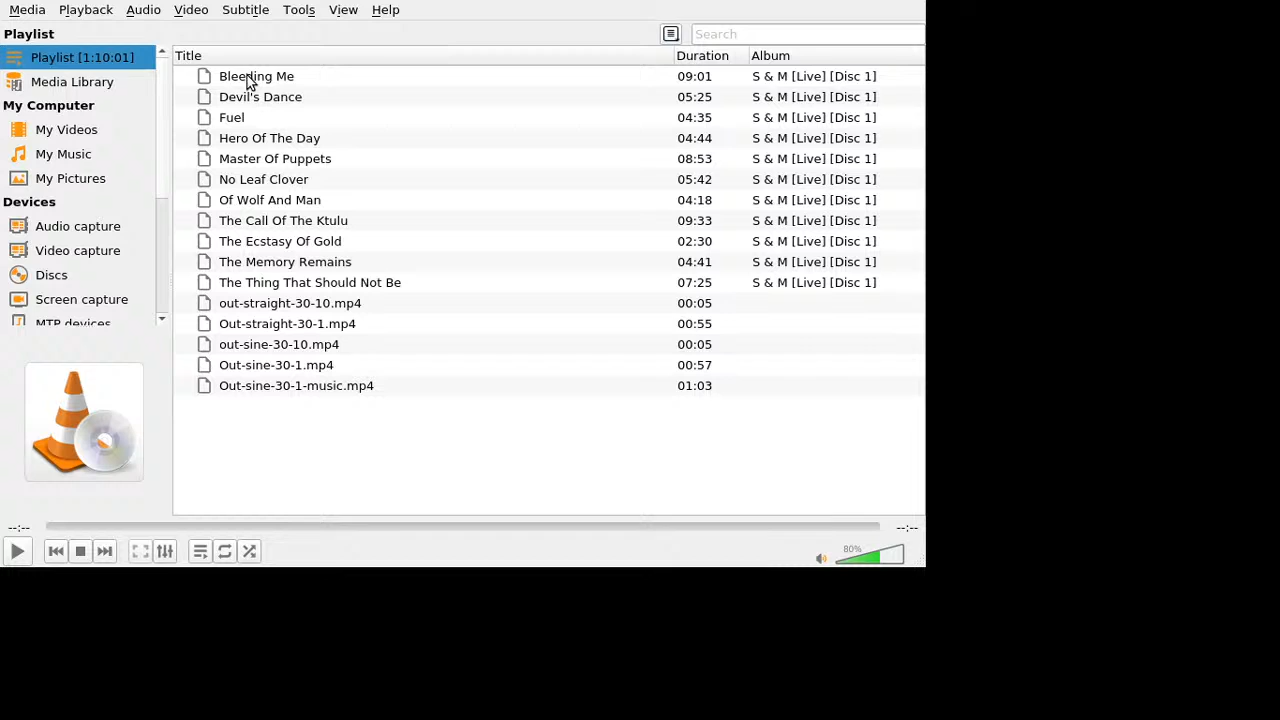 Media Playback Audio Video Subtitle Tools View Help
Playlist
Search
Playlist [1:10:01]
Media Library
My Computer
My Videos
My Music
My Pictures
Devices
Audio capture
Video capture
Discs
Screen capture
MTP devices
Title Duration Album
Bleeding Me 09:01 S & M [Live] [Disc 1]
Devil's Dance 05:25 S & M [Live] [Disc 1]
Fuel 04:35 S & M [Live] [Disc 1]
Hero Of The Day 04:44 S & M [Live] [Disc 1]
Master Of Puppets 08:53 S & M [Live] [Disc 1]
No Leaf Clover 05:42 S & M [Live] [Disc 1]
Of Wolf And Man 04:18 S & M [Live] [Disc 1]
The Call Of The Ktulu 09:33 S & M [Live] [Disc 1]
The Ecstasy Of Gold 02:30 S & M [Live] [Disc 1]
The Memory Remains 04:41 S & M [Live] [Disc 1]
The Thing That Should Not Be 07:25 S & M [Live] [Disc 1]
out-straight-30-10.mp4 00:05
Out-straight-30-1.mp4 00:55
out-sine-30-10.mp4 00:05
Out-sine-30-1.mp4 00:57
Out-sine-30-1-music.mp4 01:03
--:-- --:--
80%